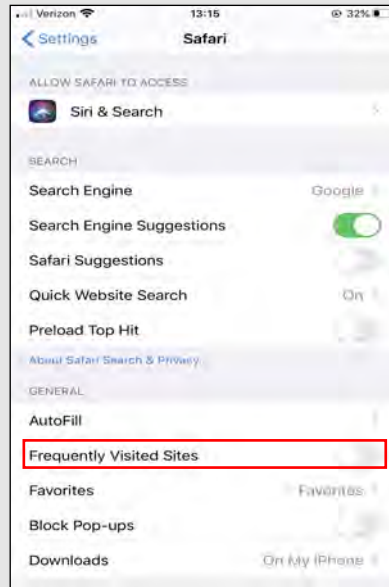 Verizon 13:15 32%
Settings Safari
ALLOW SAFARI TO ACCESS
Siri & Search
SEARCH
Search Engine Google
Search Engine Suggestions
Safari Suggestions
Quick Website Search On
Preload Top Hit
About Safari Search & Privacy
GENERAL
AutoFill
Frequently Visited Sites
Favorites Favorites
Block Pop-ups
Downloads On My iPhone